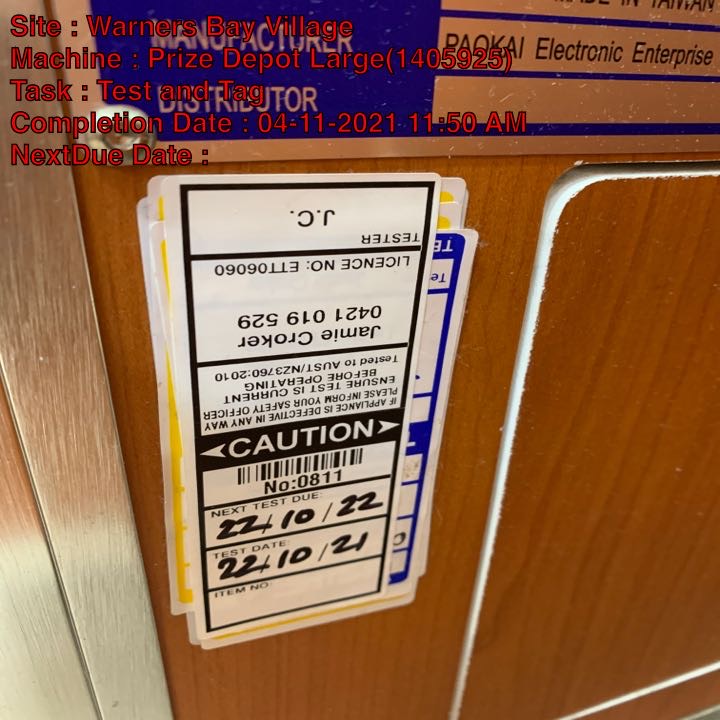 Site : Warners Bay Village
Machine : Prize Depot Large(1405925)
Task : Test and Tag
Completion Date : 04-11-2021 11:50 AM
NextDue Date :
MADE IN TAIWAN
MANUFACTURER
PAOKAI Electronic Enterprise
DISTRIBUTOR
J.C.
TESTER
LICENCE NO: ETT06060
0421 019 529
Jamie Croker
Tested to AUST/NZ3760:2010
BEFORE OPERATING
ENSURE TEST IS CURRENT
PLEASE INFORM YOUR SAFETY OFFICER
IF APPLIANCE IS DEFECTIVE IN ANY WAY
CAUTION
No:0811
NEXT TEST DUE:
22/10/22
TEST DATE:
22/10/21
ITEM NO: